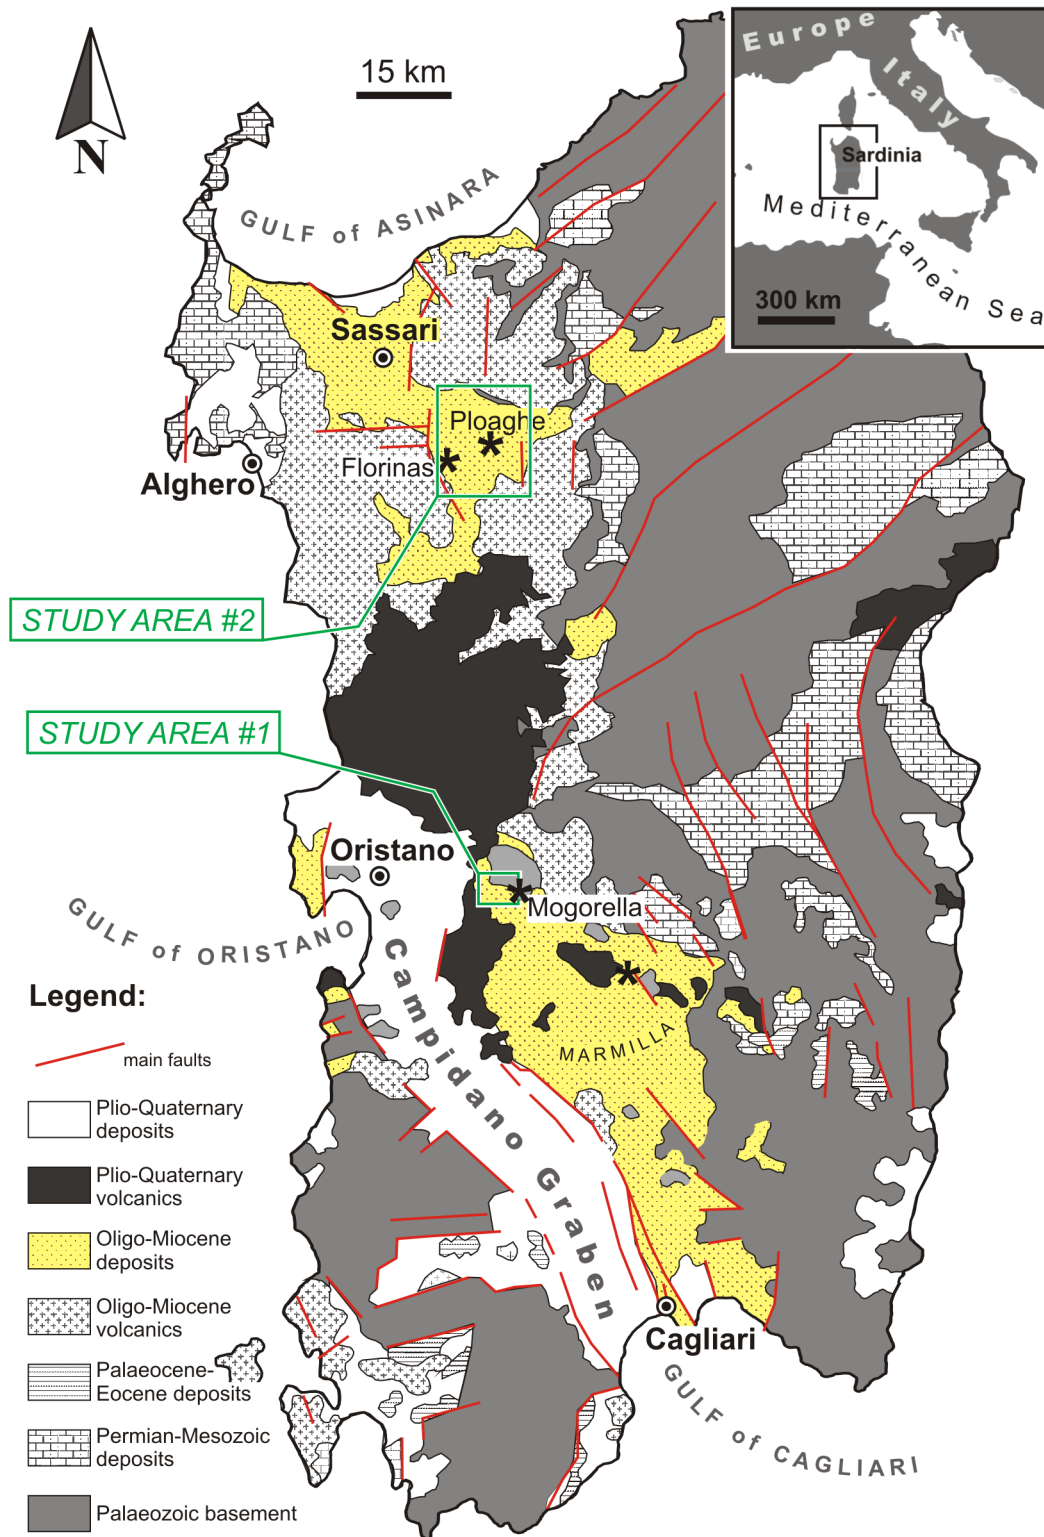 Europe
Italy
Sardinia
Mediterranean Sea
300 km
15 km
N
GULF of ASINARA
Sassari
Ploaghe
Florinas
Alghero
STUDY AREA #2
STUDY AREA #1
Oristano
Mogorella
GULF of ORISTANO
Campidano Graben
MARMILLA
Cagliari
GULF of CAGLIARI
Legend:
main faults
Plio-Quaternary
deposits
Plio-Quaternary
volcanics
Oligo-Miocene
deposits
Oligo-Miocene
volcanics
Palaeocene-
Eocene deposits
Permian-Mesozoic
deposits
Palaeozoic basement